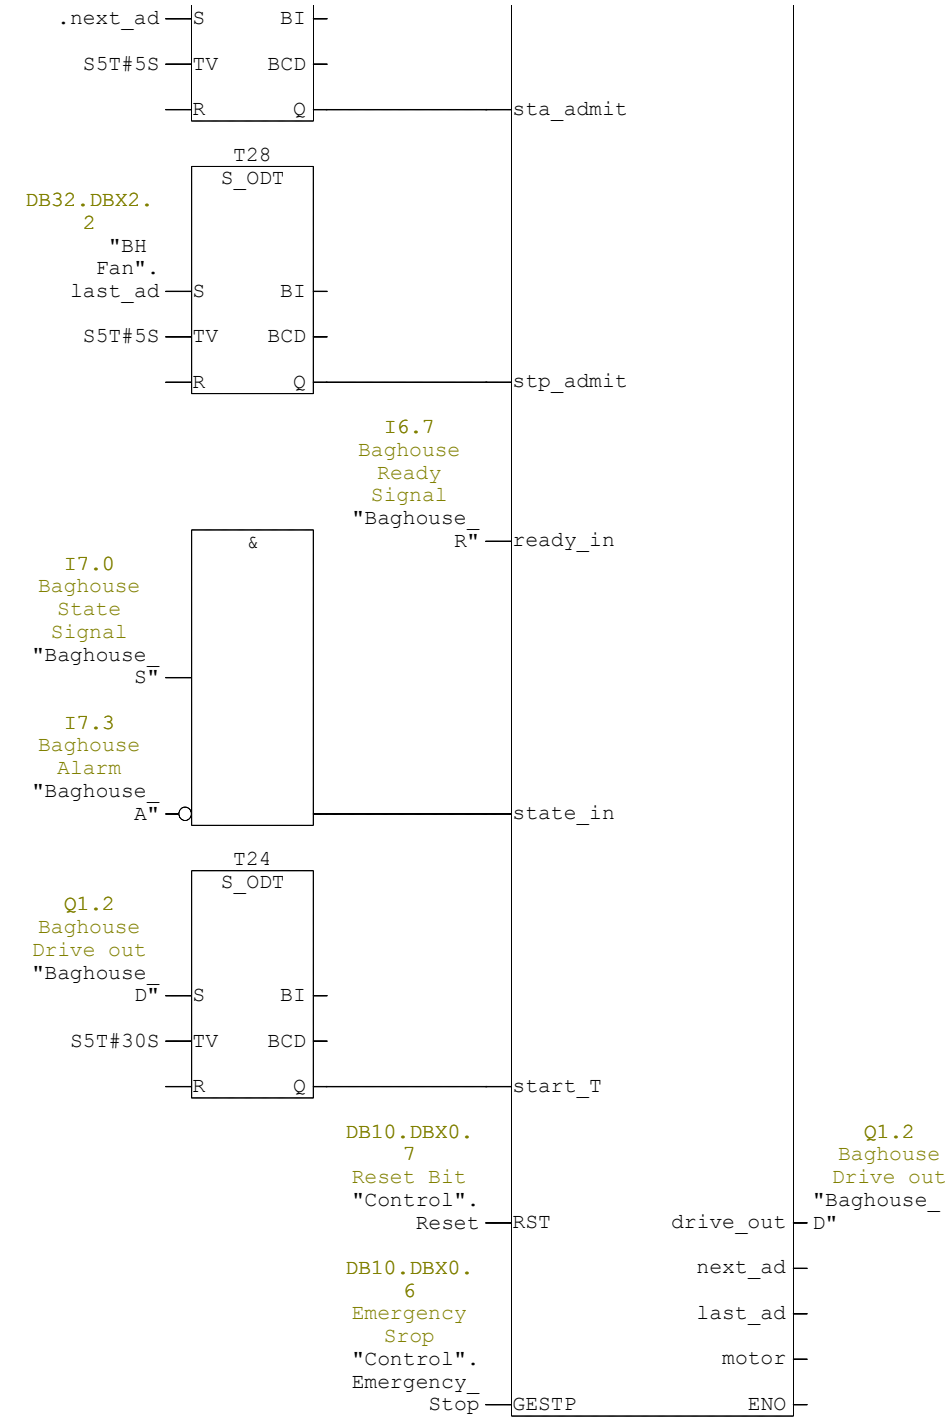 .next_ad S BI
S5T#5S TV BCD
R Q sta_admit
T28
S_ODT
DB32.DBX2.
2
"BH
Fan".
last_ad S BI
S5T#5S TV BCD
R Q stp_admit
I6.7
Baghouse
Ready
Signal
"Baghouse_
R" ready_in
&
I7.0
Baghouse
State
Signal
"Baghouse_
S"
I7.3
Baghouse
Alarm
"Baghouse_
A" state_in
T24
S_ODT
Q1.2
Baghouse
Drive out
"Baghouse_
D" S BI
S5T#30S TV BCD
R Q start_T
DB10.DBX0.
7
Reset Bit
"Control".
Reset RST
Q1.2
Baghouse
Drive out
"Baghouse_
drive_out D"
DB10.DBX0.
6
Emergency
Srop
"Control".
Emergency_
Stop GESTP
next_ad
last_ad
motor
ENO